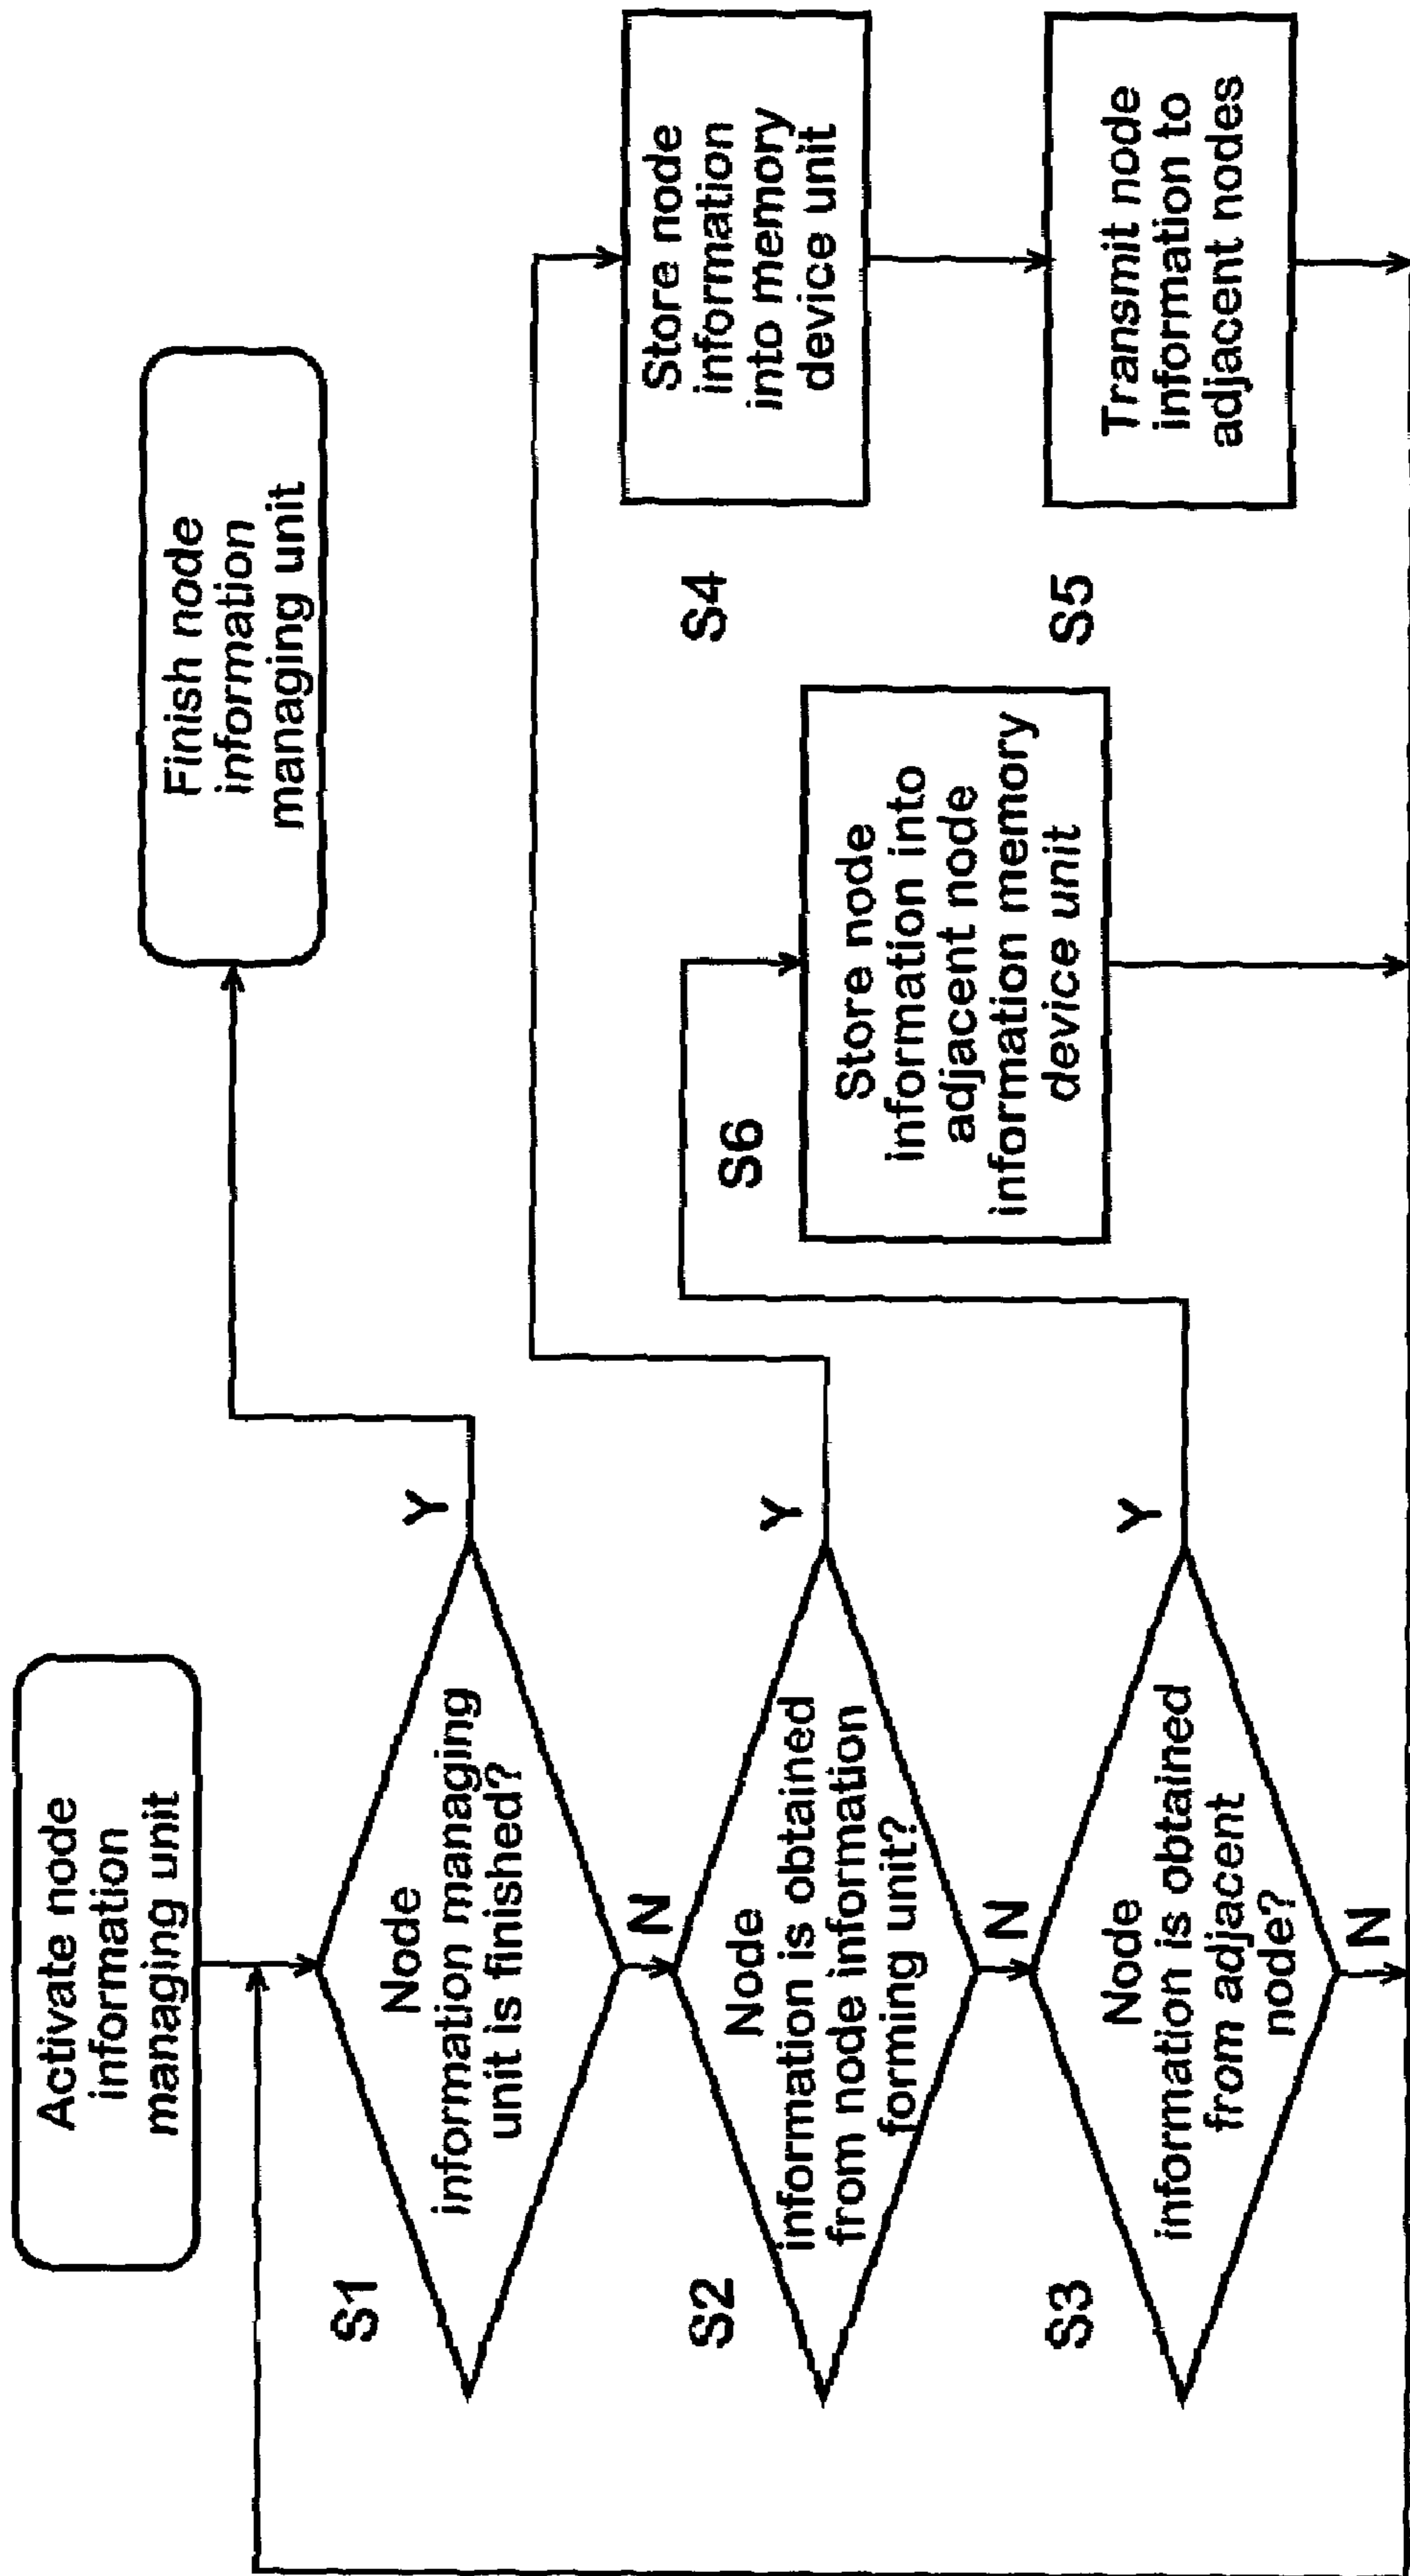 Activate node
information
managing unit
Finish node
information
managing unit
S1
Node
information managing
unit is finished?
Y
N
S2
Node
information is obtained
from node information
forming unit?
Y
N
S3
Node
information is obtained
from adjacent
node?
Y
N
S4
Store node
information
into memory
device unit
S5
Transmit node
information to
adjacent nodes
S6
Store node
information into
adjacent node
information memory
device unit